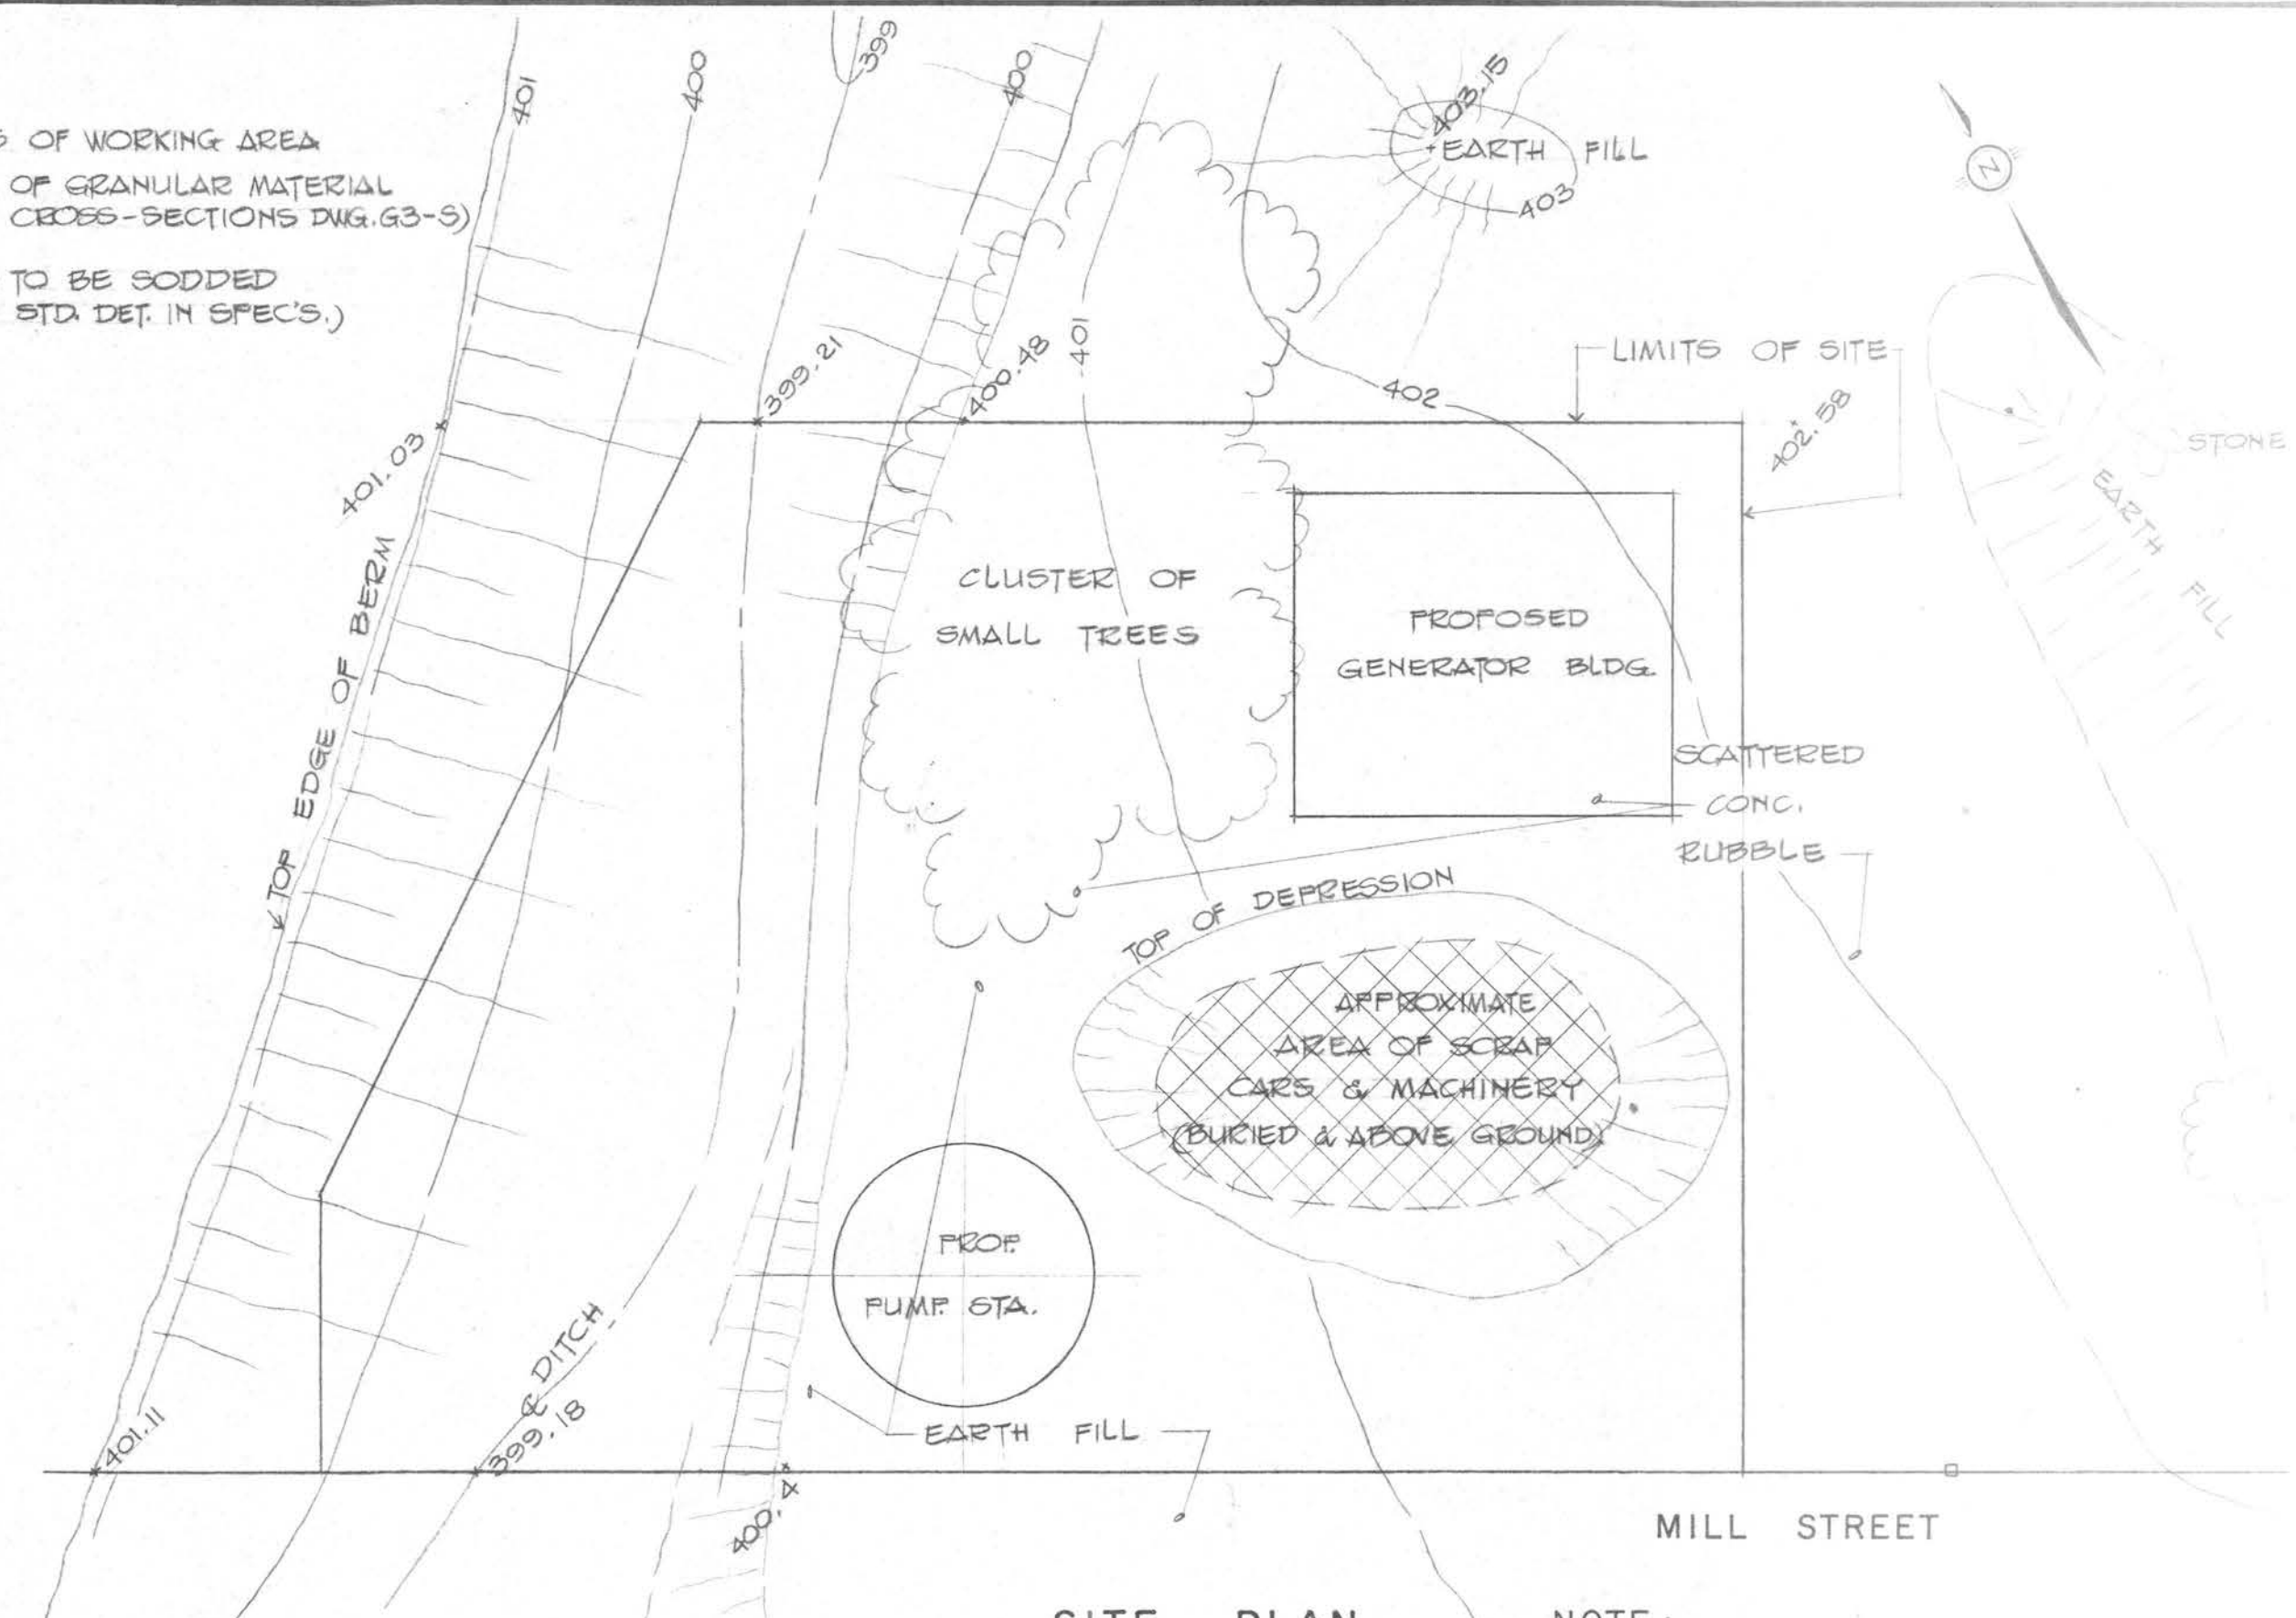 OF WORKING AREA
OF GRANULAR MATERIAL
CROSS-SECTIONS DWG. G3-S)
TO BE SODDED
STD. DET. IN SPEC'S.)
401
400
399
400
403.15
EARTH FILL
403
N
LIMITS OF SITE
402
402.58
STONE
EARTH FILL
399.21
400.48
401
401.03
TOP EDGE OF BERM
CLUSTER OF
SMALL TREES
PROPOSED
GENERATOR BLDG.
SCATTERED
CONC.
RUBBLE
TOP OF DEPRESSION
APPROXIMATE
AREA OF SCRAP
CARS & MACHINERY
(BURIED & ABOVE GROUND)
PROP.
PUMP. STA.
℄ DITCH
399.18
401.11
400.4
EARTH FILL
MILL STREET
SITE PLAN
NOTE: